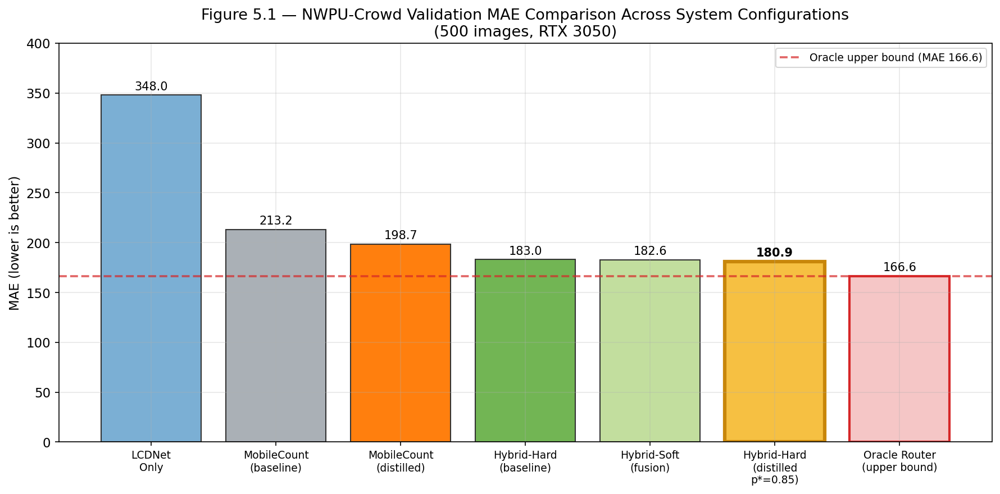 Figure 5.1 — NWPU-Crowd Validation MAE Comparison Across System Configurations
(500 images, RTX 3050)
Oracle upper bound (MAE 166.6)
MAE (lower is better)
400
350
300
250
200
150
100
50
0
348.0
213.2
198.7
183.0
182.6
180.9
166.6
LCDNet
Only
MobileCount
(baseline)
MobileCount
(distilled)
Hybrid-Hard
(baseline)
Hybrid-Soft
(fusion)
Hybrid-Hard
(distilled
p*=0.85)
Oracle Router
(upper bound)